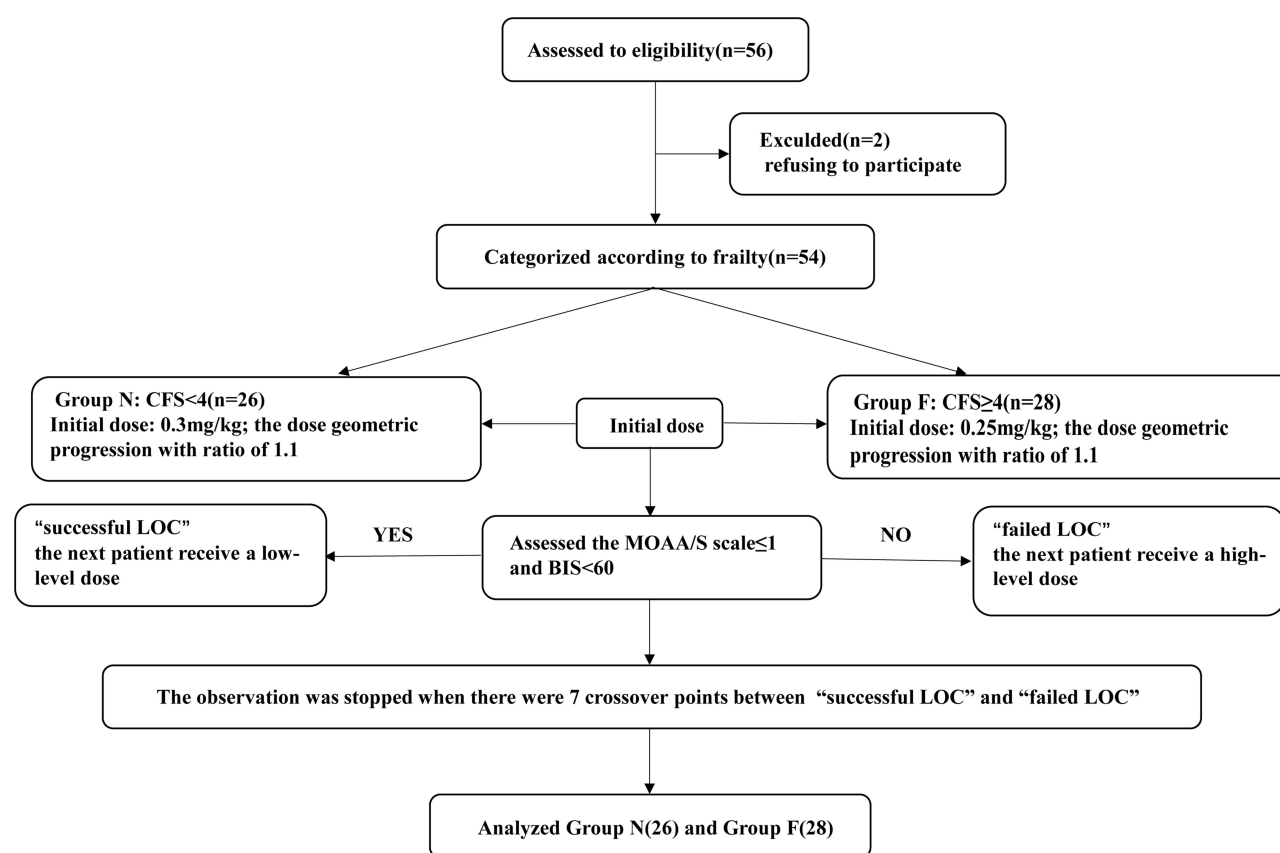 Assessed to eligibility(n=56)
Exculded(n=2)
refusing to participate
Categorized according to frailty(n=54)
Group N: CFS<4(n=26)
Initial dose: 0.3mg/kg; the dose geometric
progression with ratio of 1.1
Initial dose
Group F: CFS≥4(n=28)
Initial dose: 0.25mg/kg; the dose geometric
progression with ratio of 1.1
“successful LOC”
the next patient receive a low-
level dose
YES
Assessed the MOAA/S scale≤1
and BIS<60
NO
“failed LOC”
the next patient receive a high-
level dose
The observation was stopped when there were 7 crossover points between “successful LOC” and “failed LOC”
Analyzed Group N(26) and Group F(28)